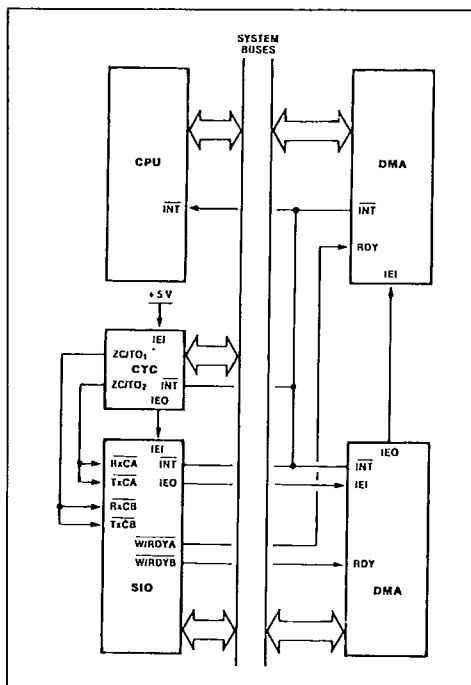 SYSTEM
BUSES
CPU
INT
DMA
INT
RDY
IEI
+5 V
IEI
ZC/TO1
CTC
ZC/TO2
INT
IEO
IEI
INT
IEO
RxCA
TxCA
RxCB
TxCB
W/RDYA
W/RDYB
SIO
IEO
INT
IEI
RDY
DMA